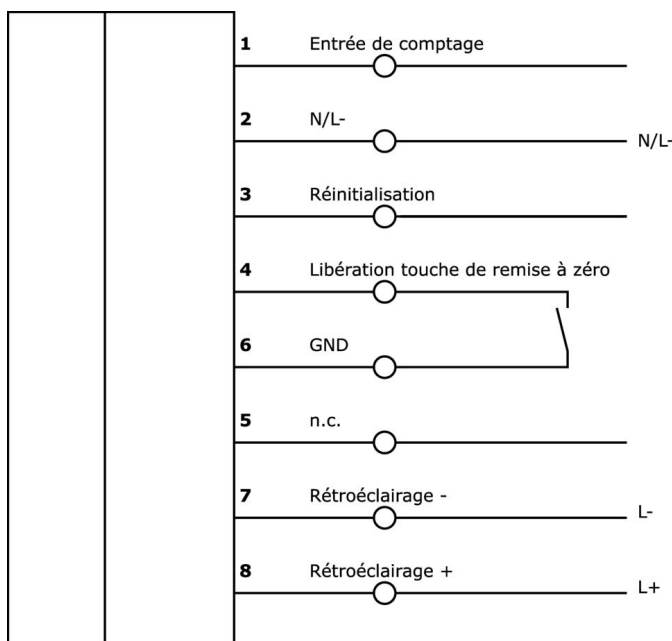 1 Entrée de comptage
2 N/L- N/L-
3 Réinitialisation
4 Libération touche de remise à zéro
6 GND
5 n.c.
7 Rétroéclairage - L-
8 Rétroéclairage + L+